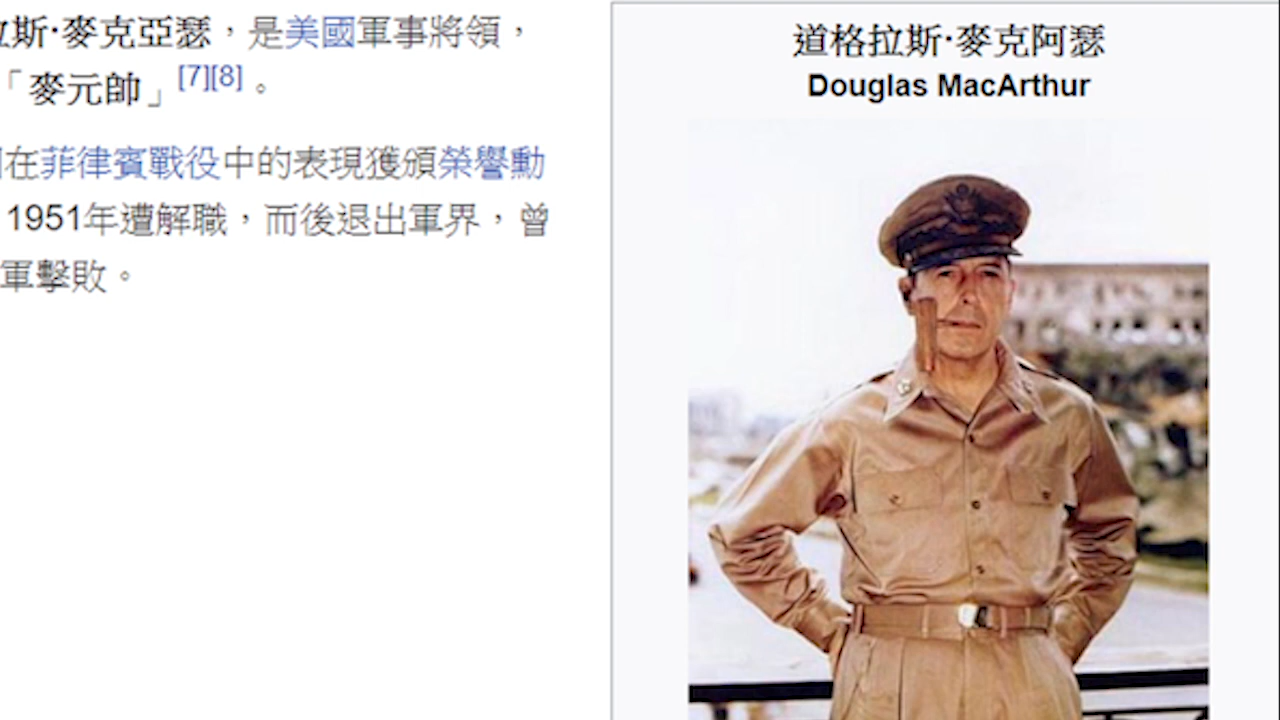 拉斯·麥克亞瑟，是美國軍事將領，
「麥元帥」[7][8]。
在菲律賓戰役中的表現獲頒榮譽勳
1951年遭解職，而後退出軍界，曾
軍擊敗。
道格拉斯·麥克阿瑟
Douglas MacArthur